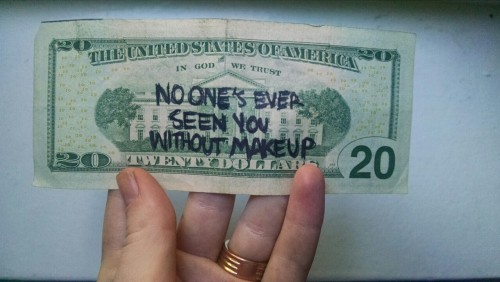 20 20
THE UNITED STATES OF AMERICA
IN GOD WE TRUST
NO ONE'S EVER
SEEN YOU
WITHOUT MAKEUP
20 TWENTY DOLLARS 20